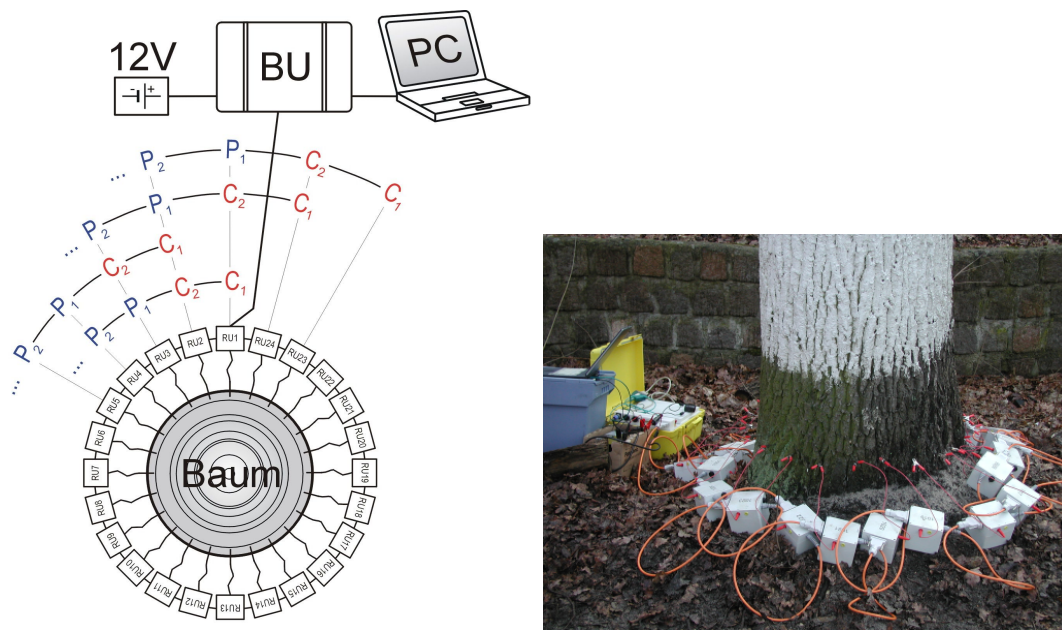 12V
BU
PC
... P2 P1 C2 C1
... P2 P1 C2 C1
... P2 P1 C2 C1
... P2 P1 C2 C1
RU1
RU2
RU3
RU4
RU5
RU6
RU7
RU8
RU9
RU10
RU11
RU12
RU13
RU14
RU15
RU16
RU17
RU18
RU19
RU20
RU21
RU22
RU23
RU24
Baum